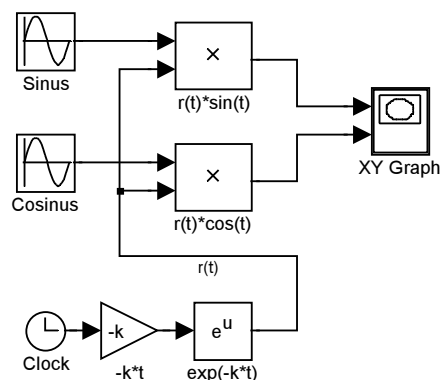 ×
Sinus
r(t)*sin(t)
XY Graph
×
Cosinus
r(t)*cos(t)
r(t)
-k
e^u
Clock
-k*t
exp(-k*t)